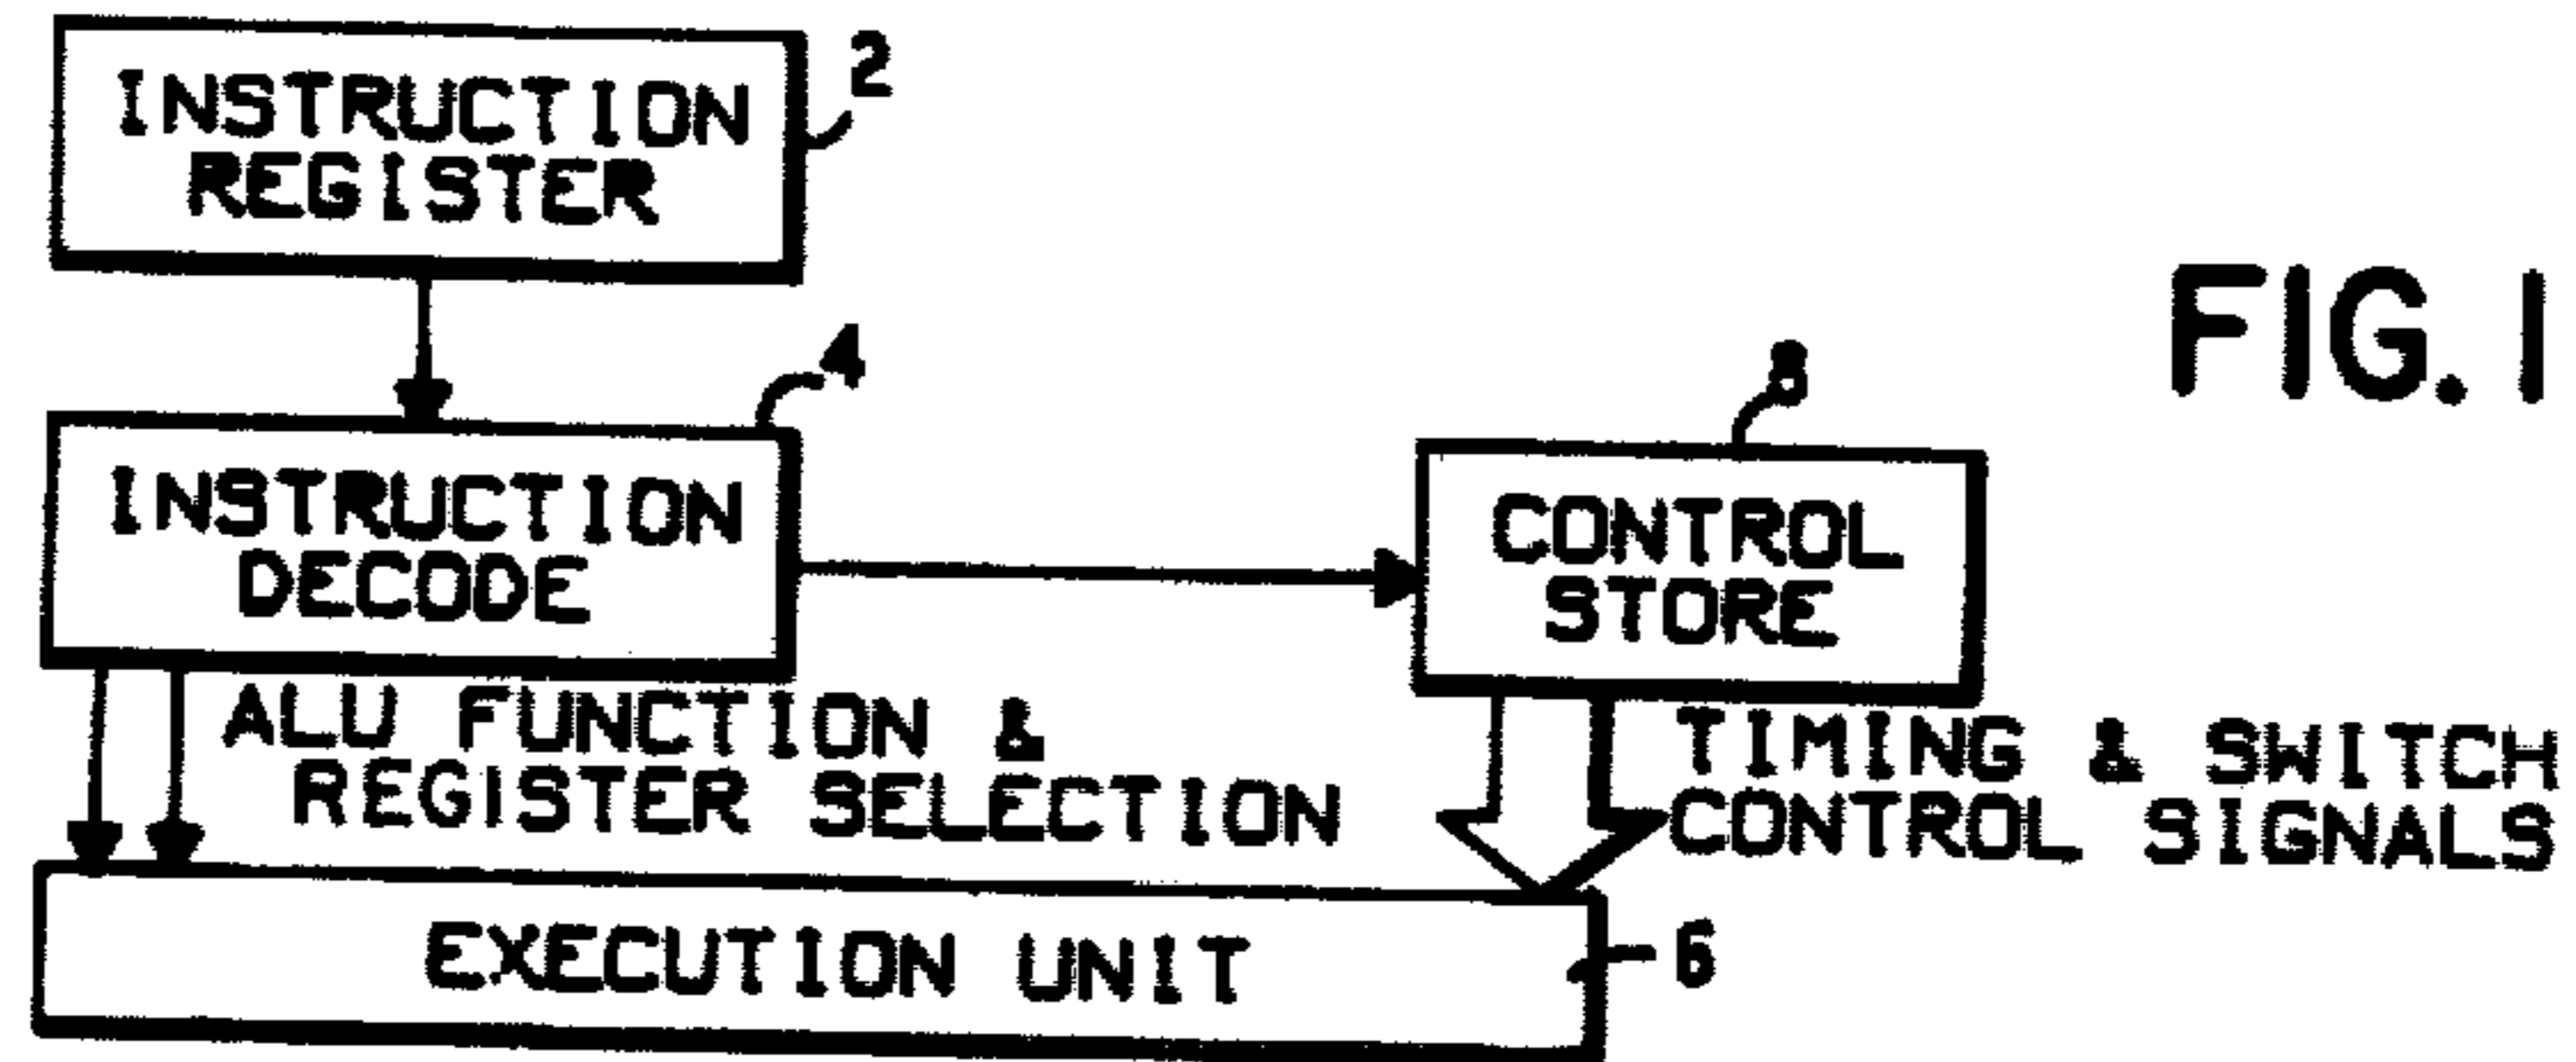 INSTRUCTION
REGISTER
2
FIG. 1
INSTRUCTION
DECODE
4
CONTROL
STORE
8
ALU FUNCTION &
REGISTER SELECTION
TIMING & SWITCH
CONTROL SIGNALS
EXECUTION UNIT
6